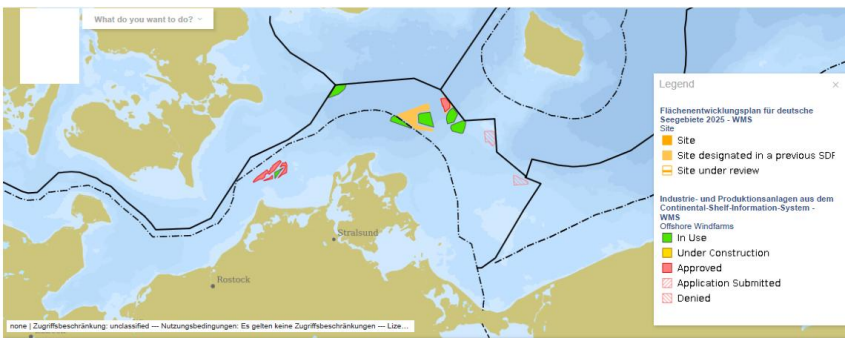 What do you want to do?
Legend
Flächenentwicklungsplan für deutsche
Seegebiete 2025 - WMS
Site
Site
Site designated in a previous SDF
Site under review
Industrie- und Produktionsanlagen aus dem
Continental-Shelf-Information-System -
WMS
Offshore Windfarms
In Use
Under Construction
Approved
Application Submitted
Denied
Stralsund
Rostock
none | Zugriffsbeschränkung: unclassified — Nutzungsbedingungen: Es gelten keine Zugriffsbeschränkungen — Lize...